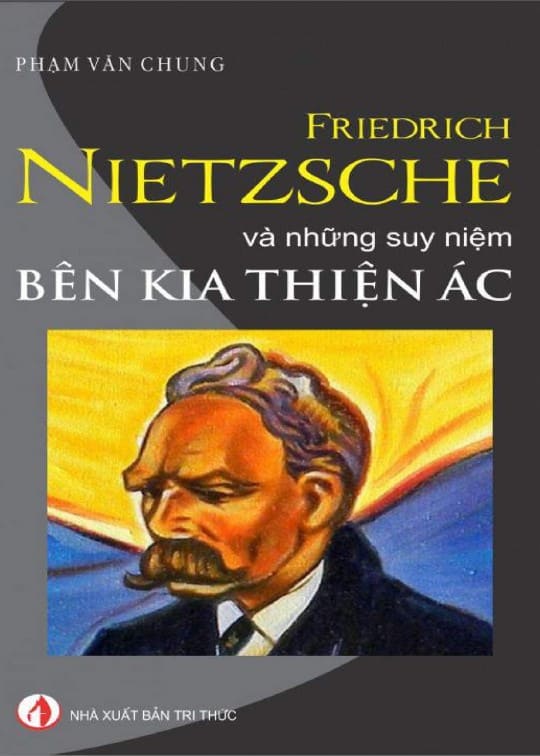 PHẠM VĂN CHUNG
FRIEDRICH
NIETZSCHE
và những suy niệm
BÊN KIA THIỆN ÁC
NHÀ XUẤT BẢN TRI THỨC